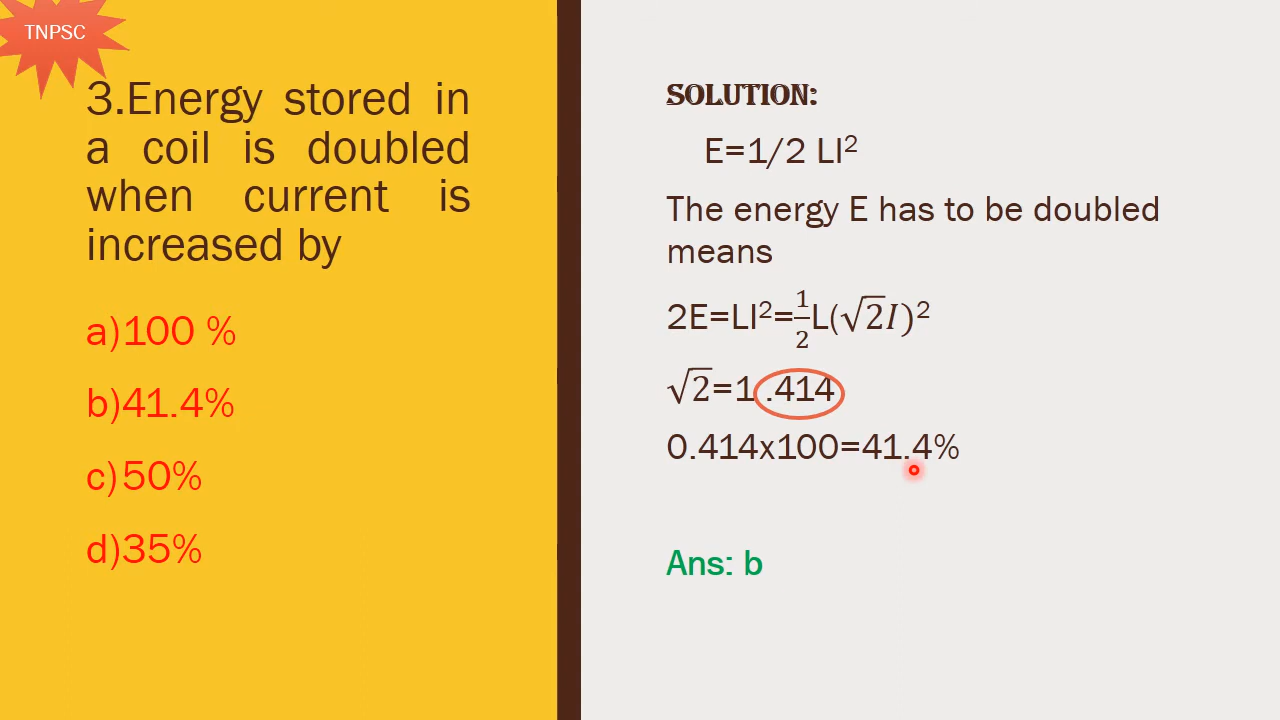 TNPSC
3.Energy stored in
a coil is doubled
when current is
increased by
a)100 %
b)41.4%
c)50%
d)35%
SOLUTION:
E=1/2 LI²
The energy E has to be doubled
means
2E=LI²=1/2L(√2I)²
√2=1.414
0.414x100=41.4%
Ans: b